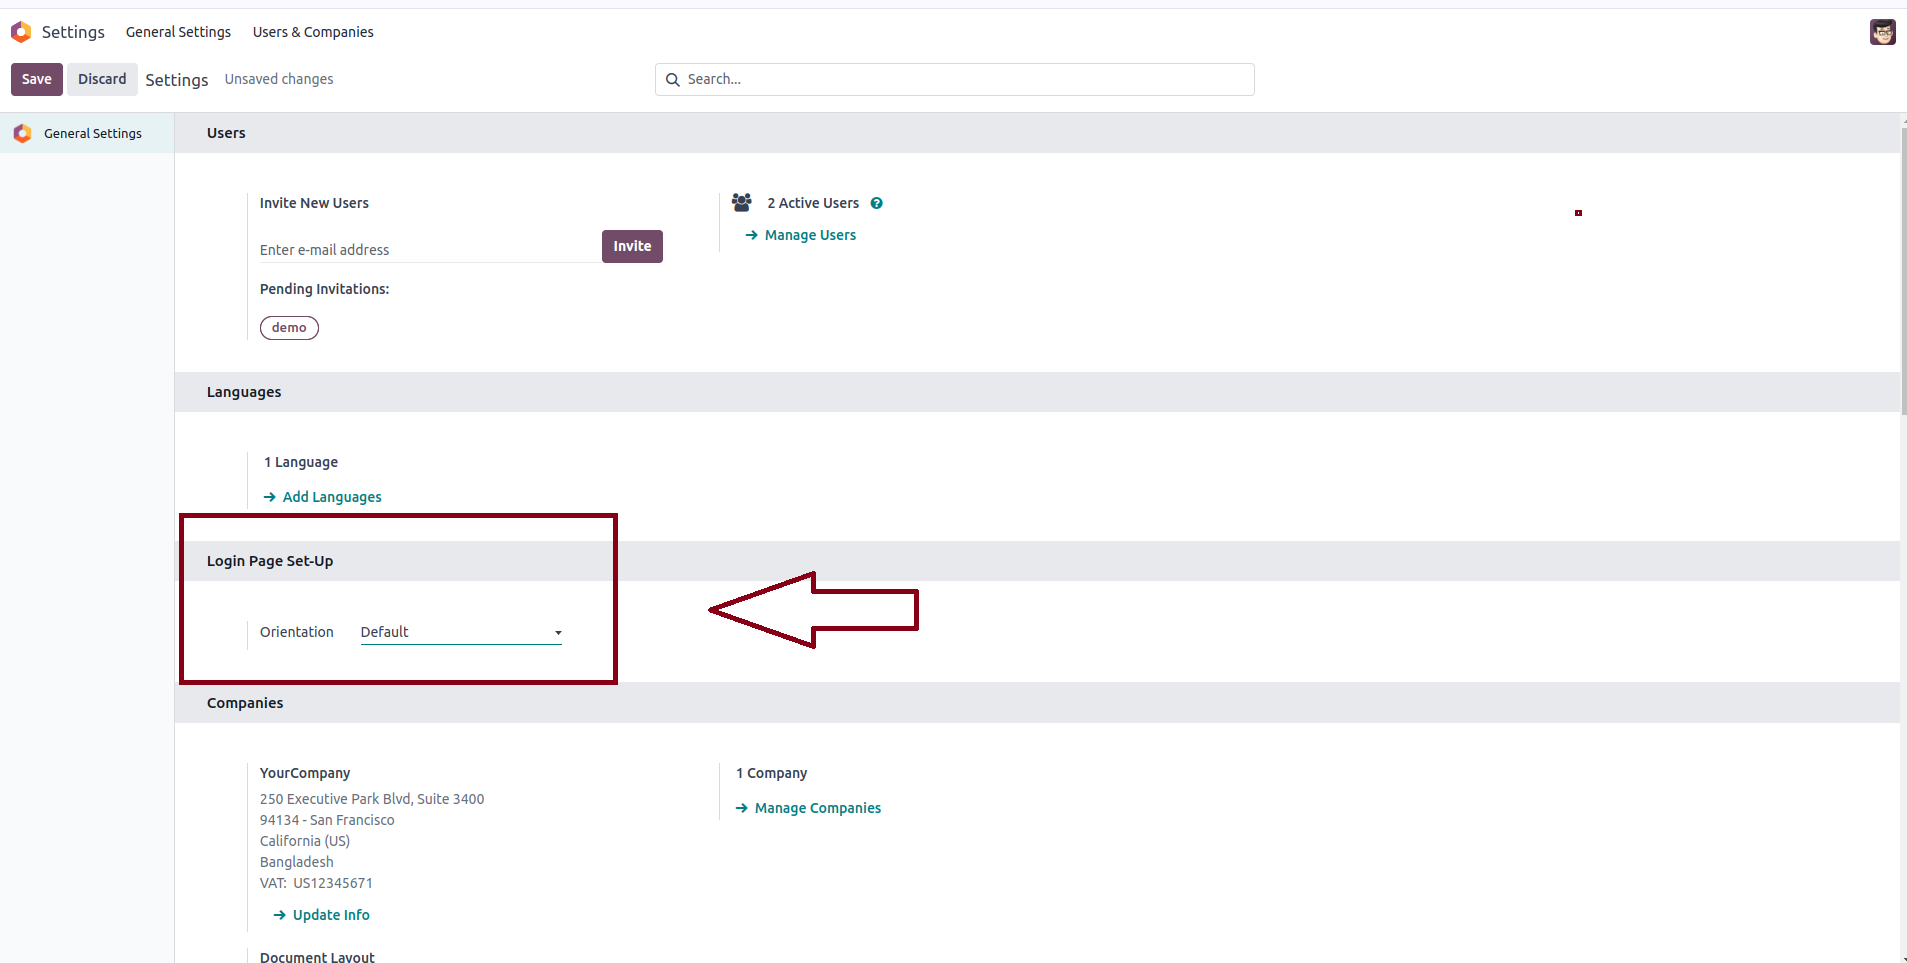 Settings General Settings Users & Companies
Save Discard Settings Unsaved changes Search...
General Settings
Users
Invite New Users
Enter e-mail address Invite
Pending Invitations:
demo
2 Active Users ?
Manage Users
Languages
1 Language
Add Languages
Login Page Set-Up
Orientation Default
Companies
YourCompany
250 Executive Park Blvd, Suite 3400
94134 - San Francisco
California (US)
Bangladesh
VAT: US12345671
Update Info
1 Company
Manage Companies
Document Layout